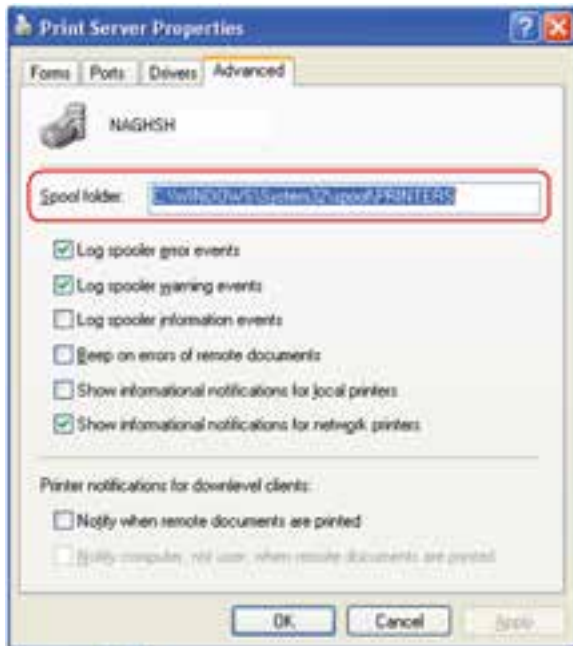 Print Server Properties
Forms Ports Drivers Advanced
NAGHSH
Spool folder: C:\WINDOWS\System32\spool\PRINTERS
Log spooler error events
Log spooler warning events
Log spooler information events
Beep on errors of remote documents
Show informational notifications for local printers
Show informational notifications for network printers
Printer notifications for downlevel clients:
Notify when remote documents are printed
Notify computer, not user, when remote documents are printed
OK Cancel Apply